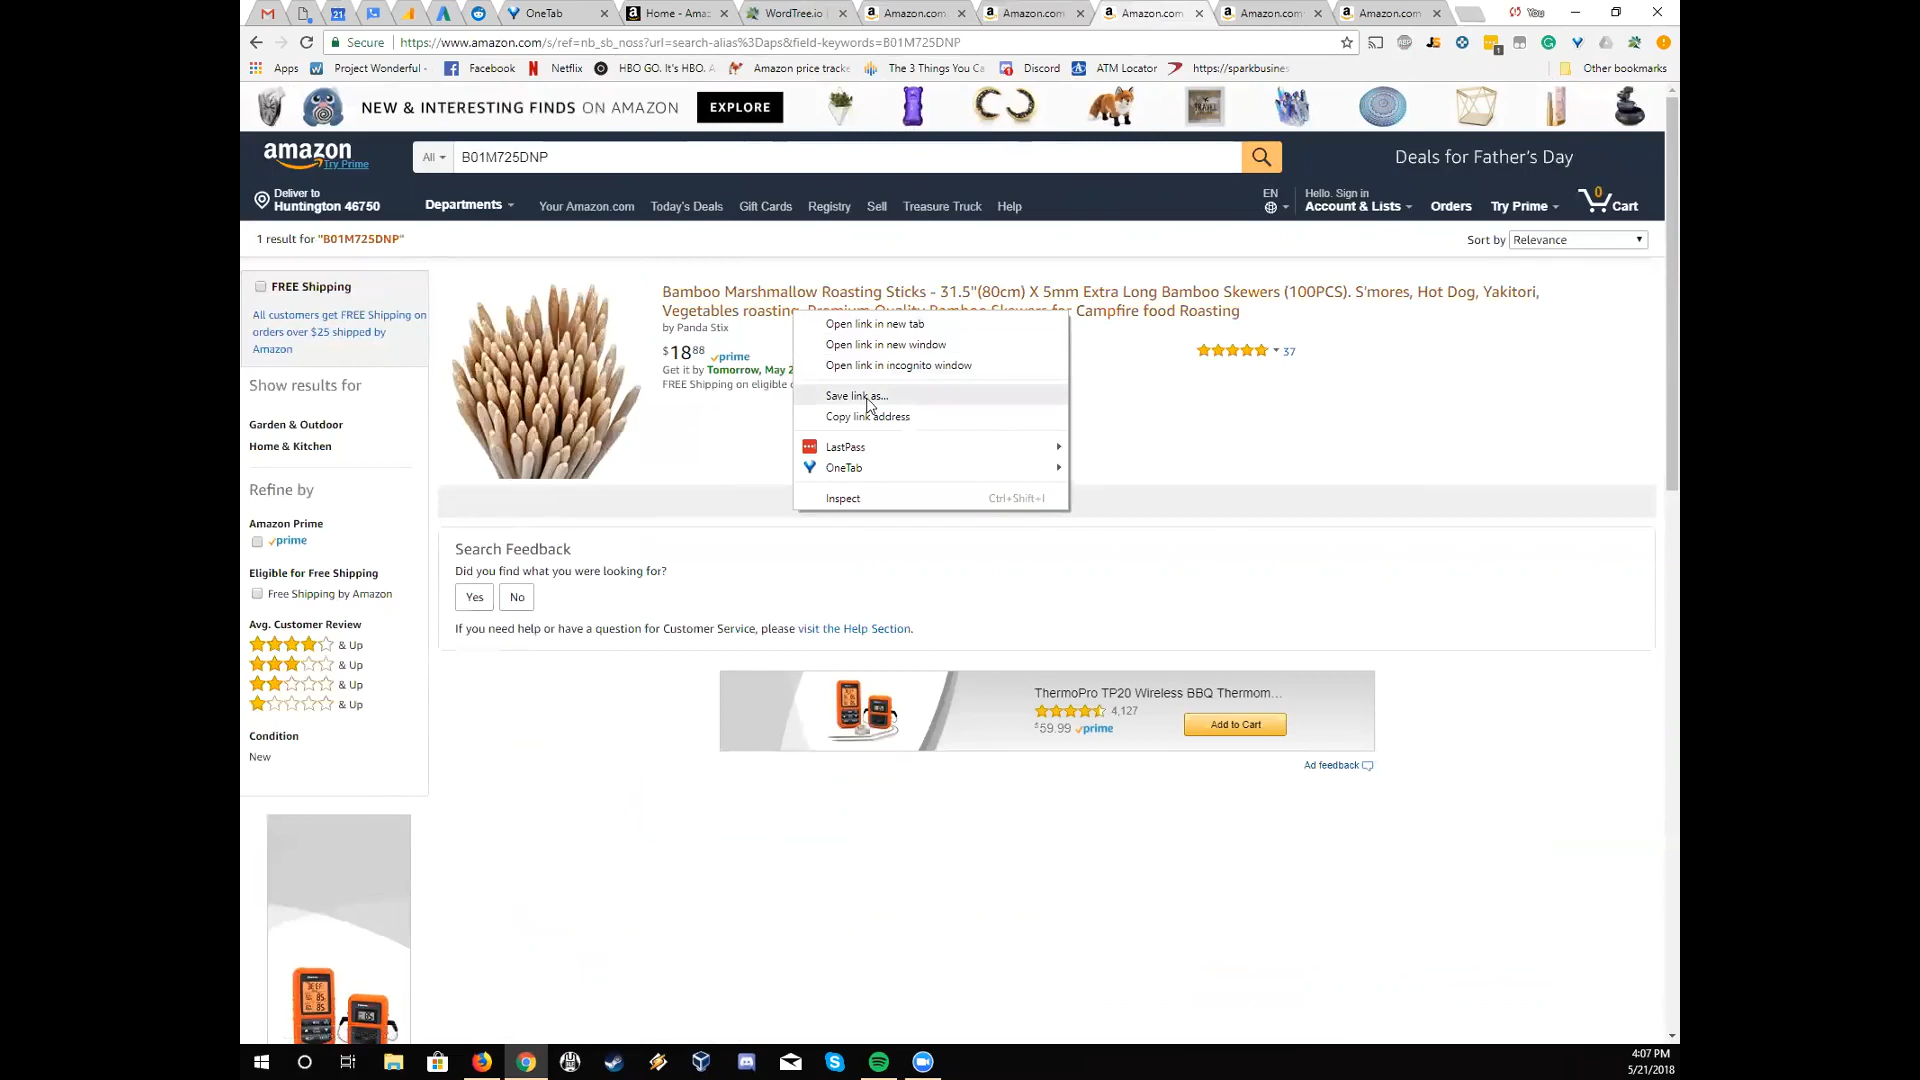 OneTab
Home - Amaz
WordTree.io
Amazon.com
Amazon.com
Amazon.com
Amazon.com
Amazon.com
You
Secure
https://www.amazon.com/s/ref=nb_sb_noss?url=search-alias%3Daps&field-keywords=B01M725DNP
Apps
Project Wonderful -
Facebook
Netflix
HBO GO. It's HBO. A
Amazon price tracke
The 3 Things You Ca
Discord
ATM Locator
https://sparkbusines
Other bookmarks
NEW & INTERESTING FINDS ON AMAZON
EXPLORE
amazon
Try Prime
All
B01M725DNP
Deals for Father's Day
Deliver to
Huntington 46750
Departments
Your Amazon.com
Today's Deals
Gift Cards
Registry
Sell
Treasure Truck
Help
EN
Hello. Sign in
Account & Lists
Orders
Try Prime
0
Cart
1 result for "B01M725DNP"
Sort by
Relevance
FREE Shipping
All customers get FREE Shipping on
orders over $25 shipped by
Amazon
Show results for
Garden & Outdoor
Home & Kitchen
Refine by
Amazon Prime
prime
Eligible for Free Shipping
Free Shipping by Amazon
Avg. Customer Review
& Up
& Up
& Up
& Up
Condition
New
Bamboo Marshmallow Roasting Sticks - 31.5"(80cm) X 5mm Extra Long Bamboo Skewers (100PCS). S'mores, Hot Dog, Yakitori,
Vegetables roasting, Premium Quality Bamboo Skewers for Campfire food Roasting
by Panda Stix
$18 88 prime
Get it by Tomorrow, May 2
FREE Shipping on eligible
37
Open link in new tab
Open link in new window
Open link in incognito window
Save link as...
Copy link address
LastPass
OneTab
Inspect
Ctrl+Shift+I
Search Feedback
Did you find what you were looking for?
Yes
No
If you need help or have a question for Customer Service, please visit the Help Section.
ThermoPro TP20 Wireless BBQ Thermom...
4,127
$59.99 prime
Add to Cart
Ad feedback
4:07 PM
5/21/2018